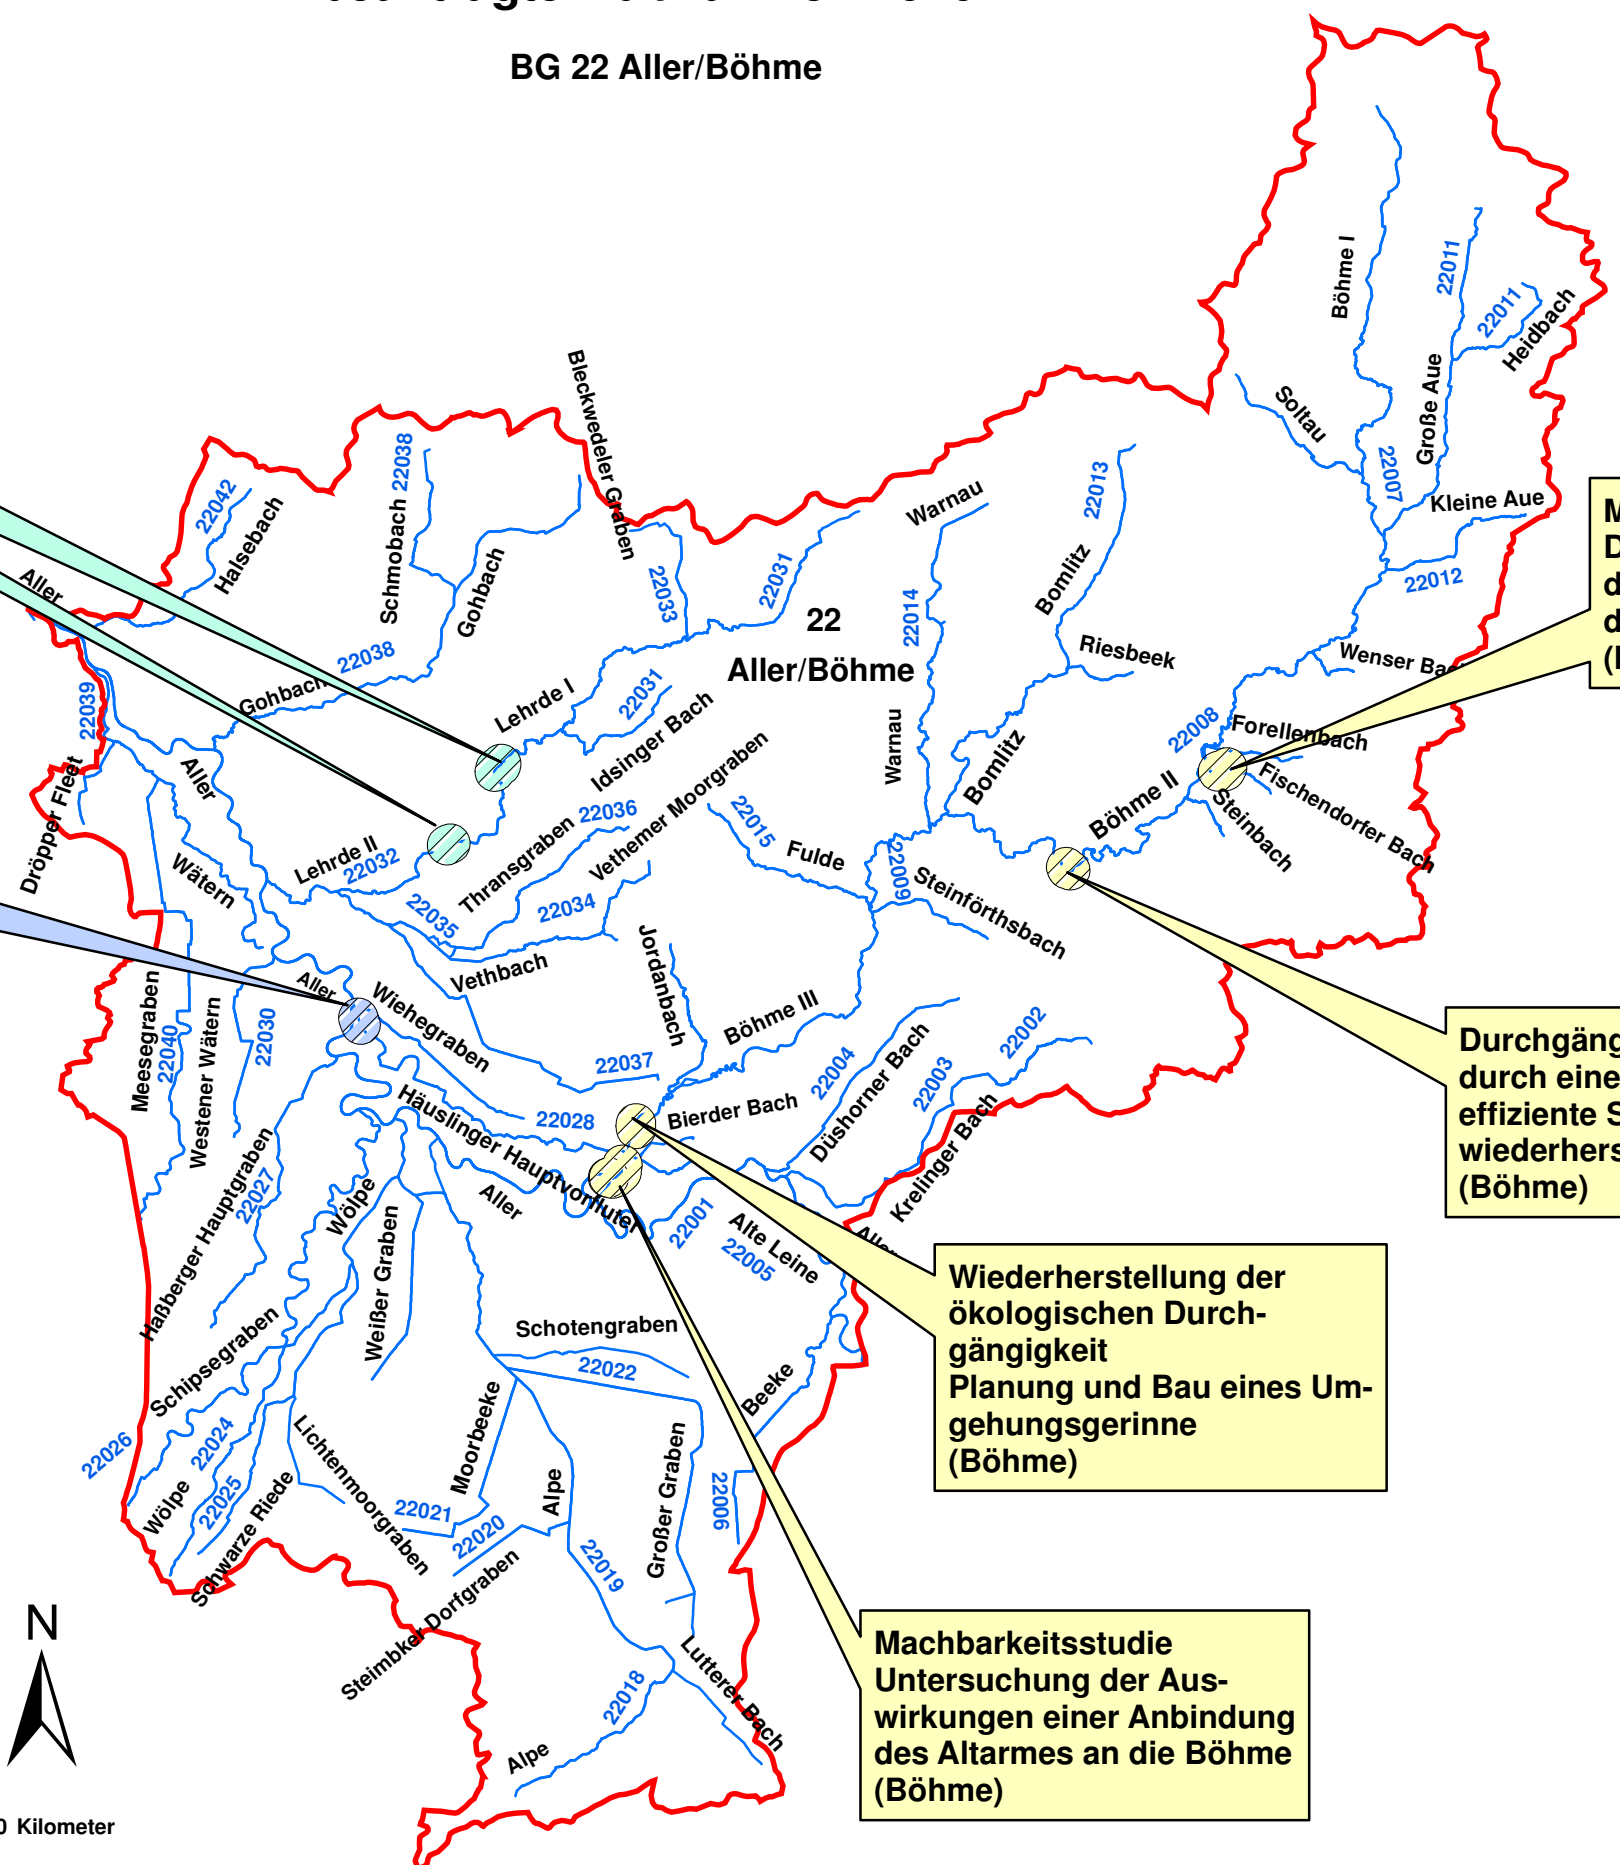 BG 22 Aller/Böhme
Böhme I
22011
22011
Heidbach
Große Aue
Soltau
22007
Kleine Aue
22012
Bleckwedeler Graben
22038
Schmobach
22042
Halsebach
Gohbach
22033
22031
Warnau
22013
Bomlitz
22014
22
Aller/Böhme
Riesbeek
Wenser
Aller
22038
Gohbach
22039
Lehrde I
22031
Idsinger Bach
Warnau
Bomlitz
22008
Forellenbach
Fischendorfer Bach
Böhme II
Steinbach
Aller
Dröpper Fleet
Wätern
Lehrde II
22032
Thransgraben
22036
Vethemer Moorgraben
22015
Fulde
22009
Steinförthsbach
22035
22034
Vethbach
Jordanbach
Böhme III
Aller
Wiehegraben
Meesegraben
22040
Westener Wätern
22030
22037
22004
Düshorner Bach
22002
22003
Krelinger Bach
Bierder Bach
22028
Häuslinger Hauptvorfluter
Aller
22001
Alte Leine
22005
Aller
Haßberger Hauptgraben
22027
Wölpe
Weißer Graben
Schipsegraben
Schotengraben
22022
Beeke
22026
22024
22025
Wölpe
Schwarze Riede
Lichtenmoorgraben
Moorbeeke
22021
22020
Alpe
Steimbker Dorfgraben
22019
Großer Graben
22006
Lutterer Bach
22018
Alpe
M
D
d
d
(
Durchgäng
durch eine
effiziente S
wiederhers
(Böhme)
Wiederherstellung der
ökologischen Durch-
gängigkeit
Planung und Bau eines Um-
gehungsgerinne
(Böhme)
Machbarkeitsstudie
Untersuchung der Aus-
wirkungen einer Anbindung
des Altarmes an die Böhme
(Böhme)
N
0 Kilometer